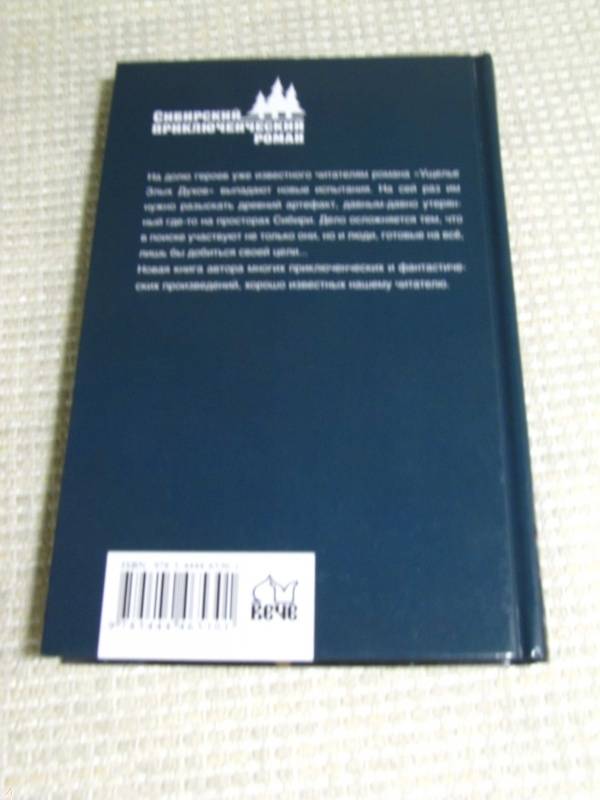 Сибирский
приключенческий
роман
На долю героев уже известного читателям романа «Ущелье
Злых Духов» выпадают новые испытания. На сей раз им
нужно разыскать древний артефакт, давным-давно утерян-
ный где-то на просторах Сибири. Дело осложняется тем, что
в поиске участвуют не только они, но и люди, готовые на всё,
лишь бы добиться своей цели...
Новая книга автора многих приключенческих и фантастиче-
ских произведений, хорошо известных нашему читателю.
ISBN
ВЕЧЕ